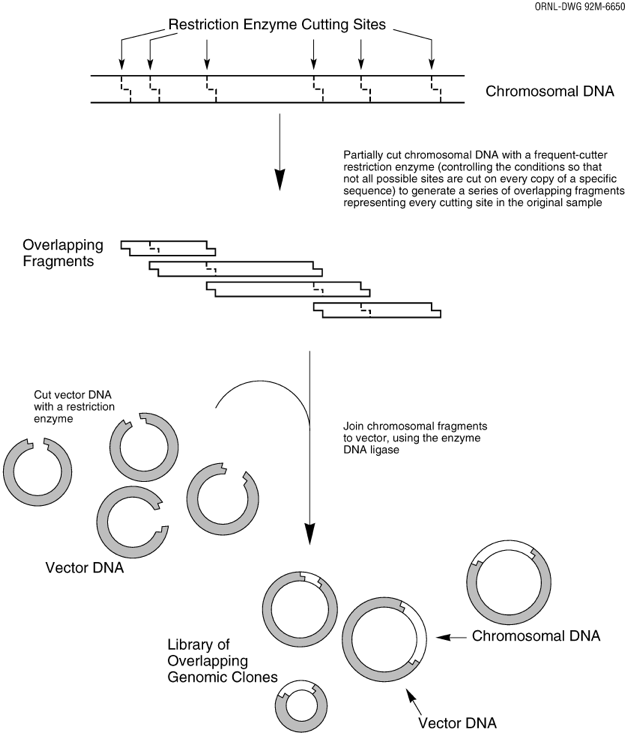 ORNL-DWG 92M-6650
Restriction Enzyme Cutting Sites
Chromosomal DNA
Partially cut chromosomal DNA with a frequent-cutter
restriction enzyme (controlling the conditions so that
not all possible sites are cut on every copy of a specific
sequence) to generate a series of overlapping fragments
representing every cutting site in the original sample
Overlapping
Fragments
Cut vector DNA
with a restriction
enzyme
Join chromosomal fragments
to vector, using the enzyme
DNA ligase
Vector DNA
Chromosomal DNA
Library of
Overlapping
Genomic Clones
Vector DNA